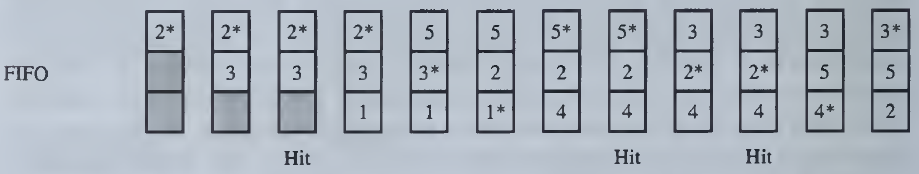 2* 2* 2* 2* 5 5 5* 5* 3 3 3 3*
FIFO 3 3 3 3* 2 2 2 2* 2* 5 5
1 1 1* 4 4 4 4 4* 2
Hit Hit Hit